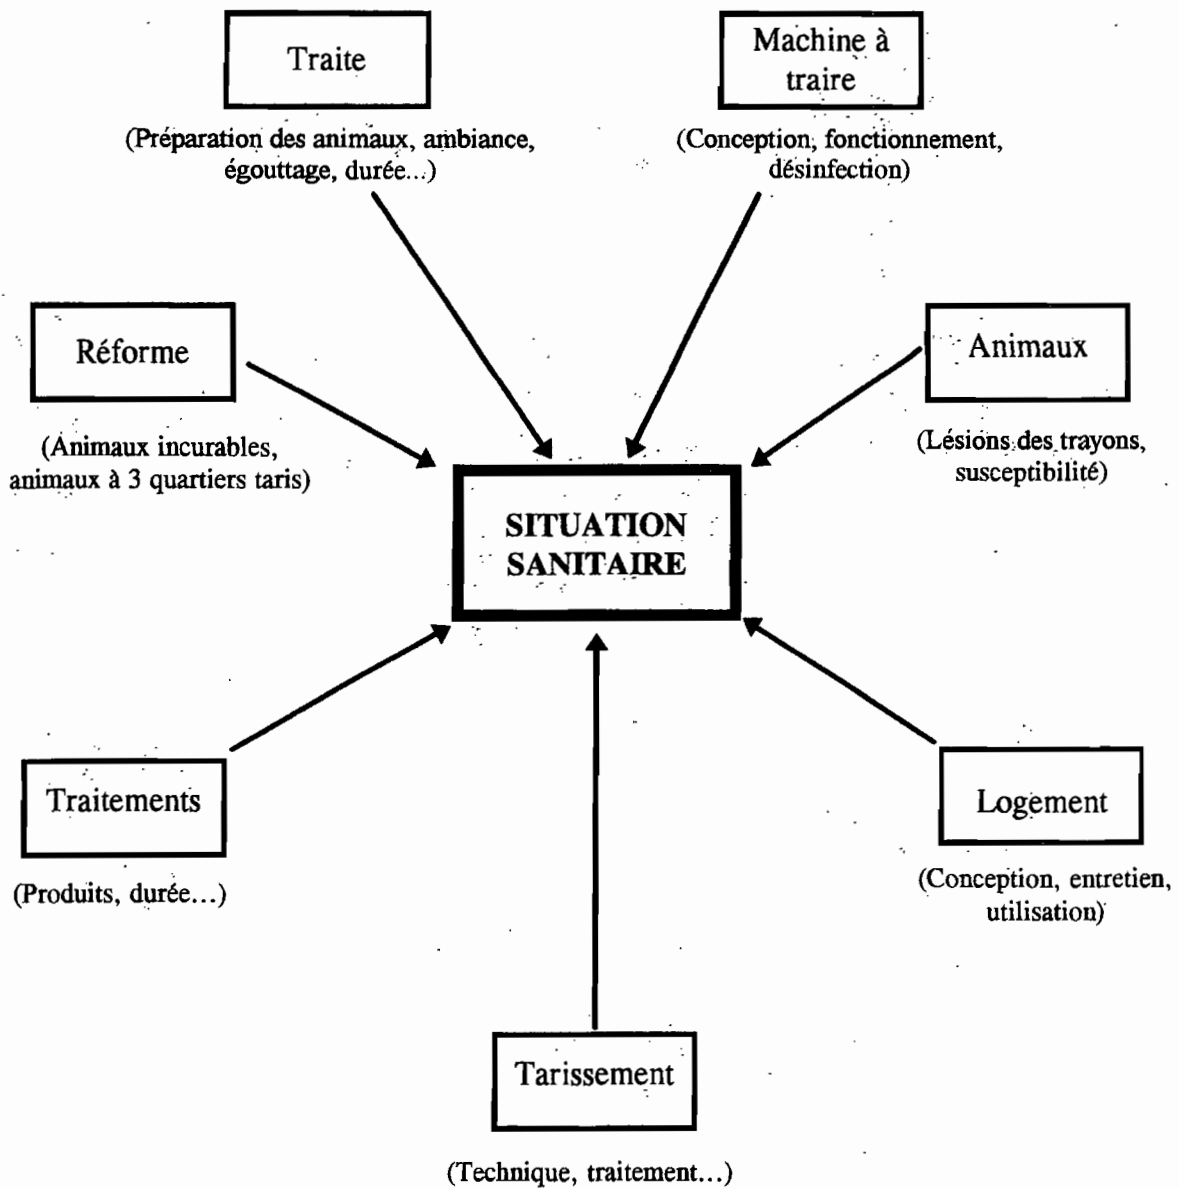 Traite
Machine à
traire
(Préparation des animaux, ambiance,
égouttage, durée...)
(Conception, fonctionnement,
désinfection)
Réforme
Animaux
(Animaux incurables,
animaux à 3 quartiers taris)
(Lésions des trayons,
susceptibilité)
SITUATION
SANITAIRE
Traitements
Logement
(Produits, durée...)
(Conception, entretien,
utilisation)
Tarissement
(Technique, traitement...)